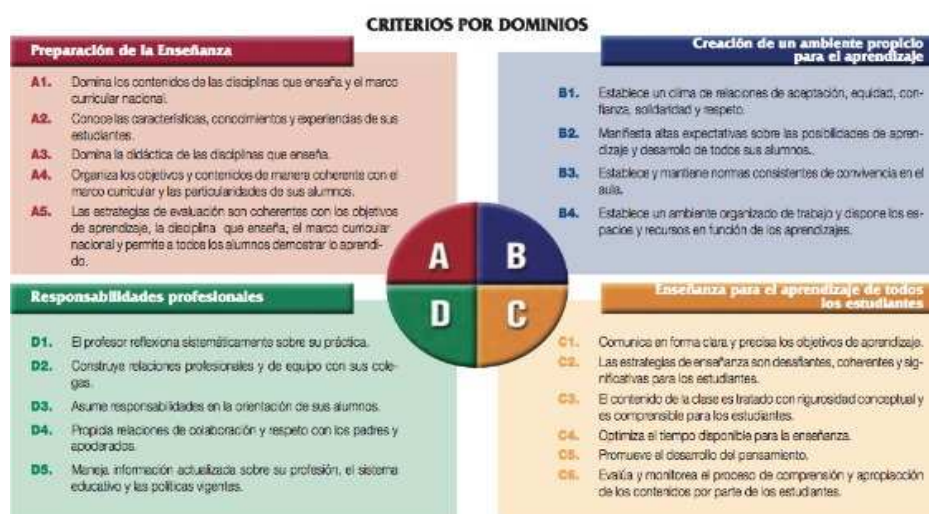 CRITERIOS POR DOMINIOS
Preparación de la Enseñanza
A1. Domina los contenidos de las disciplinas que enseña y el marco
curricular nacional.
A2. Conoce las características, conocimientos y experiencias de sus
estudiantes.
A3. Domina la didáctica de las disciplinas que enseña.
A4. Organiza los objetivos y contenidos de manera coherente con el
marco curricular y las particularidades de sus alumnos.
A5. Las estrategias de evaluación son coherentes con los objetivos
de aprendizaje, la disciplina que enseña, el marco curricular
nacional y permite a todos los alumnos demostrar lo aprendi-
do.
Creación de un ambiente propicio
para el aprendizaje
B1. Establece un clima de relaciones de aceptación, equidad, con-
fianza, solidaridad y respeto.
B2. Manifiesta altas expectativas sobre las posibilidades de apren-
dizaje y desarrollo de todos sus alumnos..
B3. Establece y mantiene normas consistentes de convivencia en el
aula.
B4. Establece un ambiente organizado de trabajo y dispone los es-
pacios y recursos en función de los aprendizajes.
A B
D C
Responsabilidades profesionales
D1. El profesor reflexiona sistemáticamente sobre su práctica.
D2. Construye relaciones profesionales y de equipo con sus cole-
gas.
D3. Asume responsabilidades en la orientación de sus alumnos.
D4. Propicia relaciones de colaboración y respeto con los padres y
apoderados.
D5. Maneja información actualizada sobre su profesión, el sistema
educativo y las políticas vigentes.
Enseñanza para el aprendizaje de todos
los estudiantes
C1. Comunica en forma clara y precisa los objetivos de aprendizaje.
C2. Las estrategias de enseñanza son desafiantes, coherentes y sig-
nificativas para los estudiantes.
C3. El contenido de la clase es tratado con rigurosidad conceptual y
es comprensible para los estudiantes.
C4. Optimiza el tiempo disponible para la enseñanza.
C5. Promueve el desarrollo del pensamiento.
C6. Evalúa y monitorea el proceso de comprensión y apropiacción
de los contenidos por parte de los estudiantes.